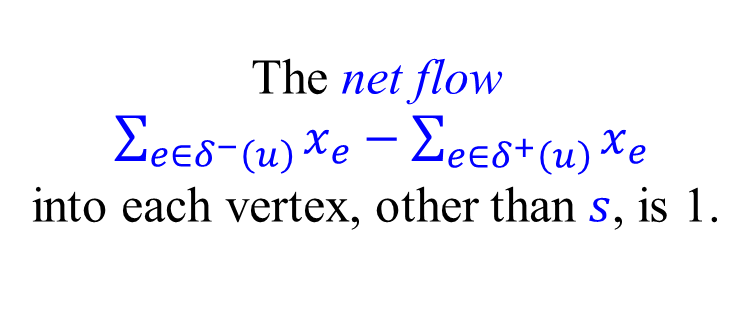 The net flow
∑e∈δ−(u) xe − ∑e∈δ+(u) xe
into each vertex, other than s, is 1.